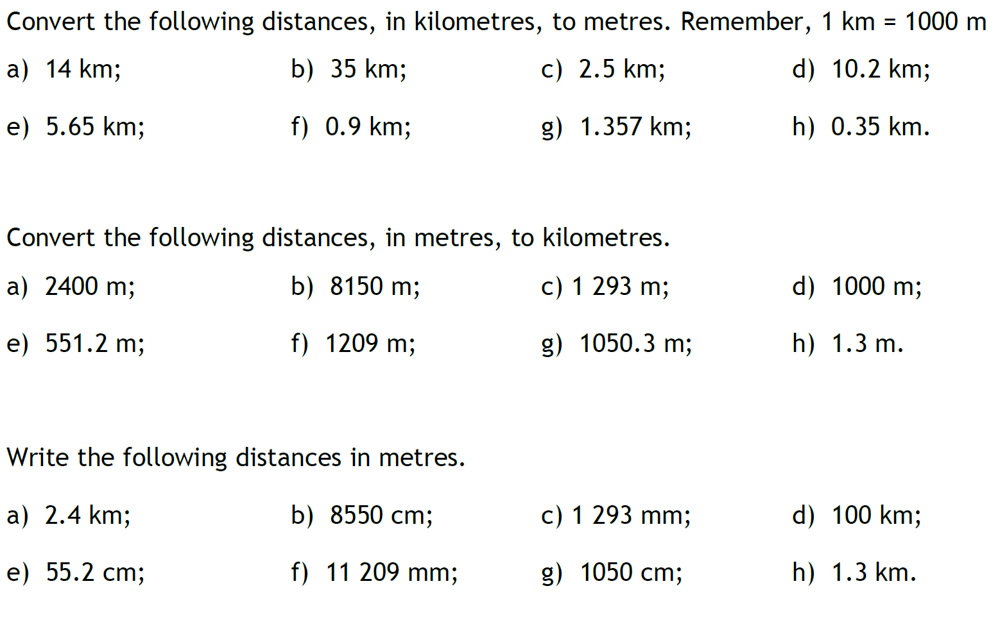 Convert the following distances, in kilometres, to metres. Remember, 1 km = 1000 m
a) 14 km; b) 35 km; c) 2.5 km; d) 10.2 km;
e) 5.65 km; f) 0.9 km; g) 1.357 km; h) 0.35 km.
Convert the following distances, in metres, to kilometres.
a) 2400 m; b) 8150 m; c) 1 293 m; d) 1000 m;
e) 551.2 m; f) 1209 m; g) 1050.3 m; h) 1.3 m.
Write the following distances in metres.
a) 2.4 km; b) 8550 cm; c) 1 293 mm; d) 100 km;
e) 55.2 cm; f) 11 209 mm; g) 1050 cm; h) 1.3 km.